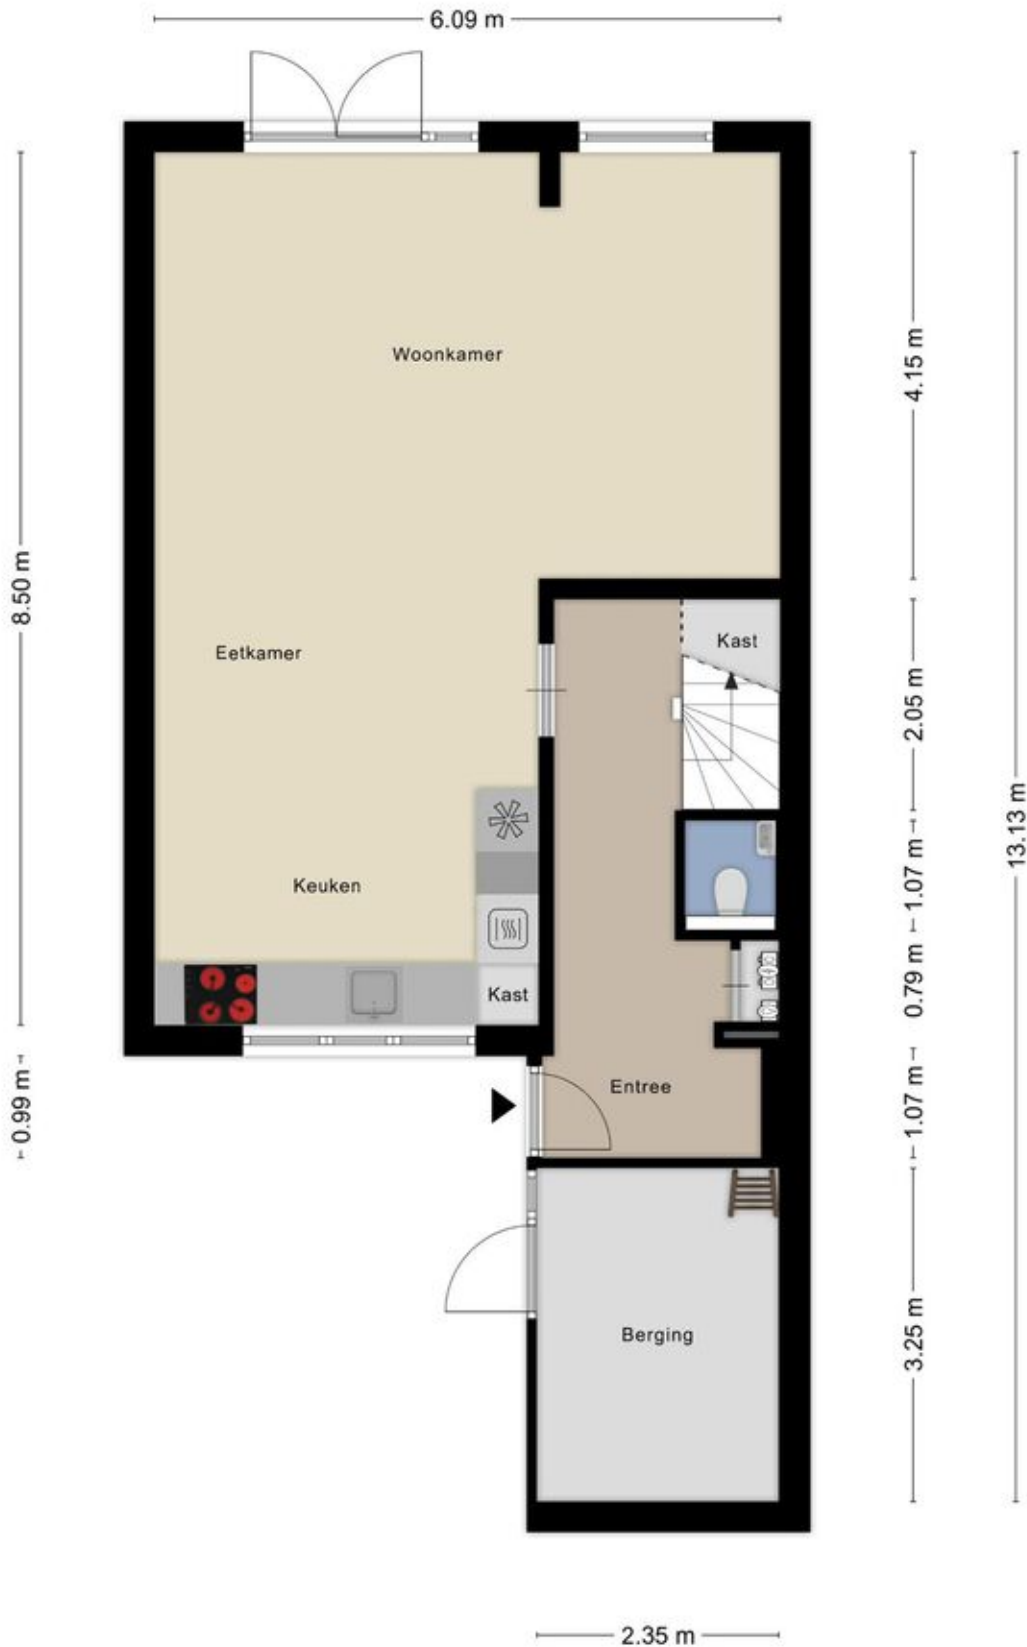 6.09 m
Woonkamer
4.15 m
8.50 m
Kast
Eetkamer
2.05 m
13.13 m
Keuken
1.07 m
0.79 m
Kast
Entree
0.99 m
1.07 m
Berging
3.25 m
2.35 m